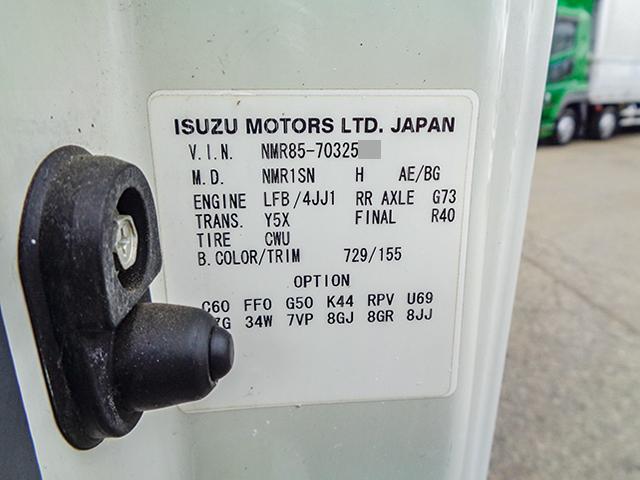 ISUZU MOTORS LTD. JAPAN
V.I.N. NMR85-70325
M.D. NMR1SN H AE/BG
ENGINE LFB/4JJ1 RR AXLE G73
TRANS. Y5X FINAL R40
TIRE CWU
B.COLOR/TRIM 729/155
OPTION
C60 FF0 G50 K44 RPV U69
34W 7VP 8GJ 8GR 8JJ